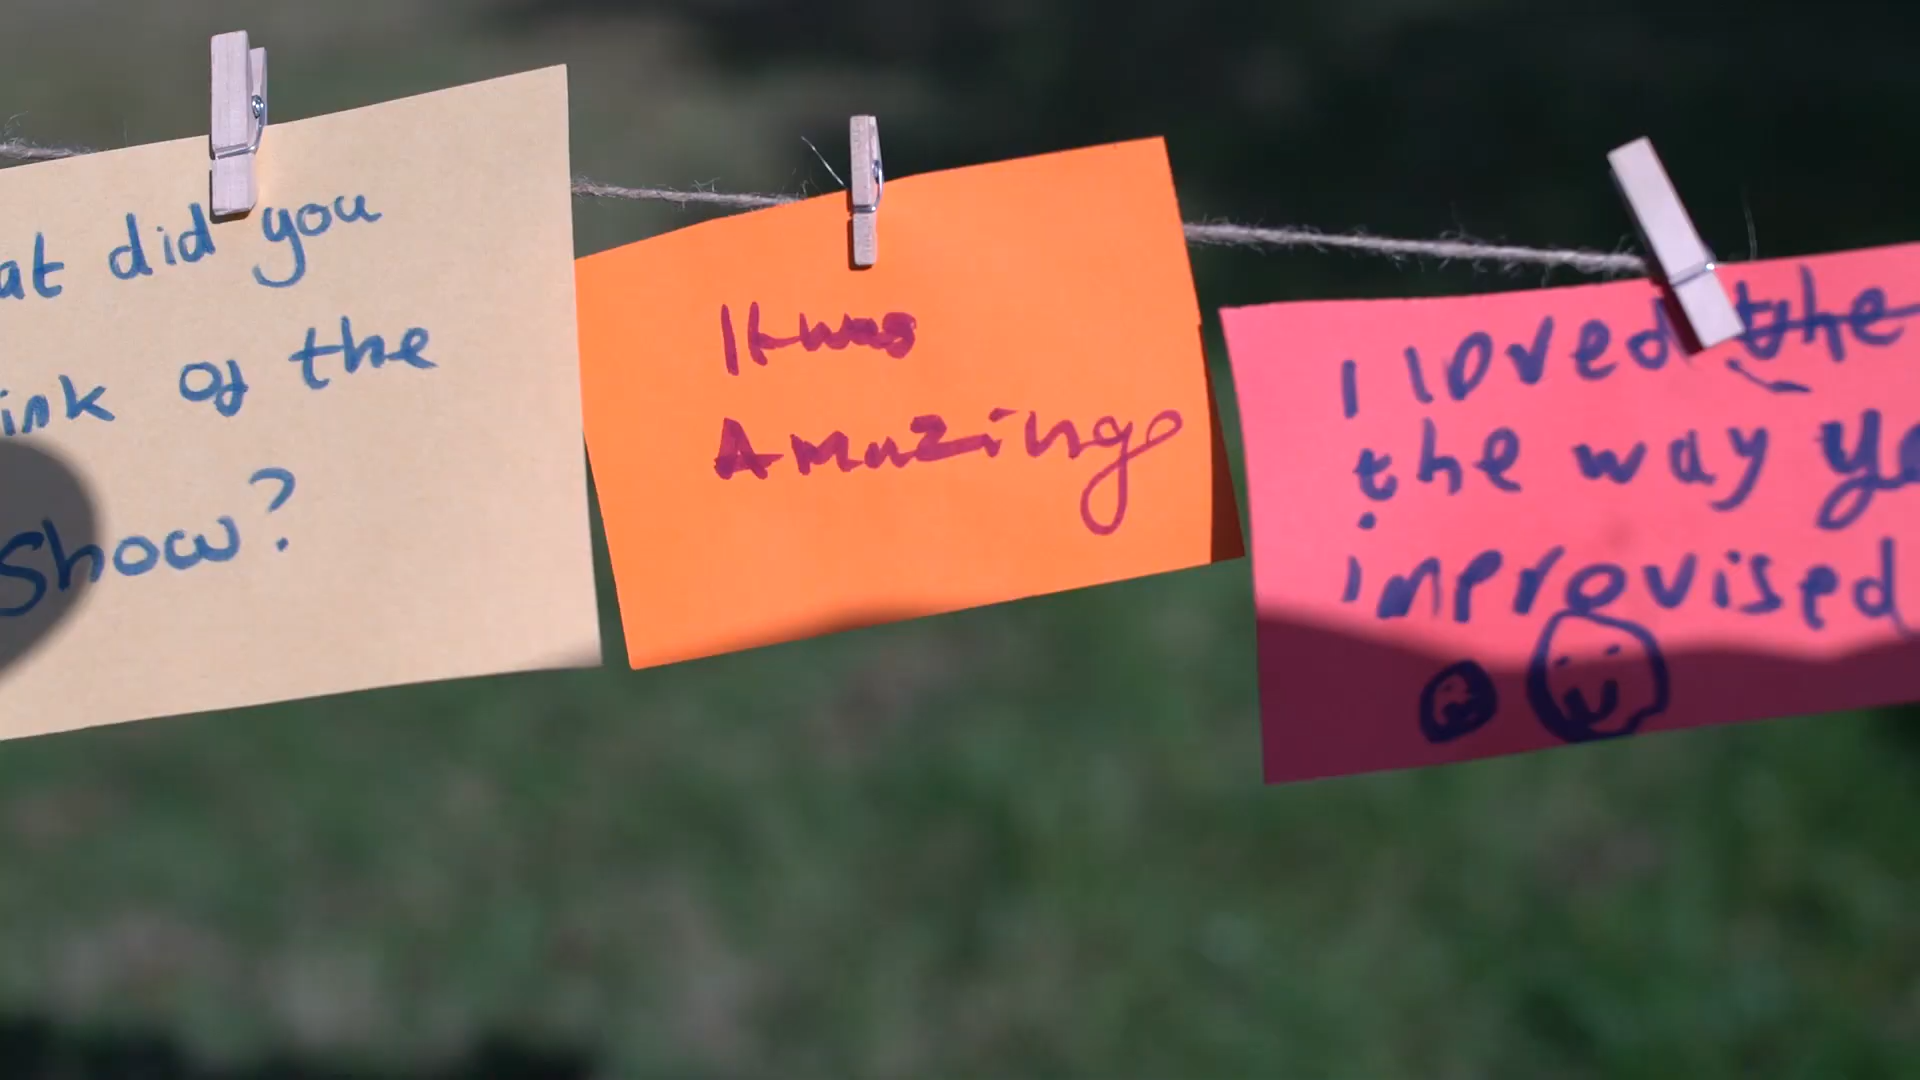 at did you
ink of the
Show?
It was
Amazing
I loved the
the way yo
improvised